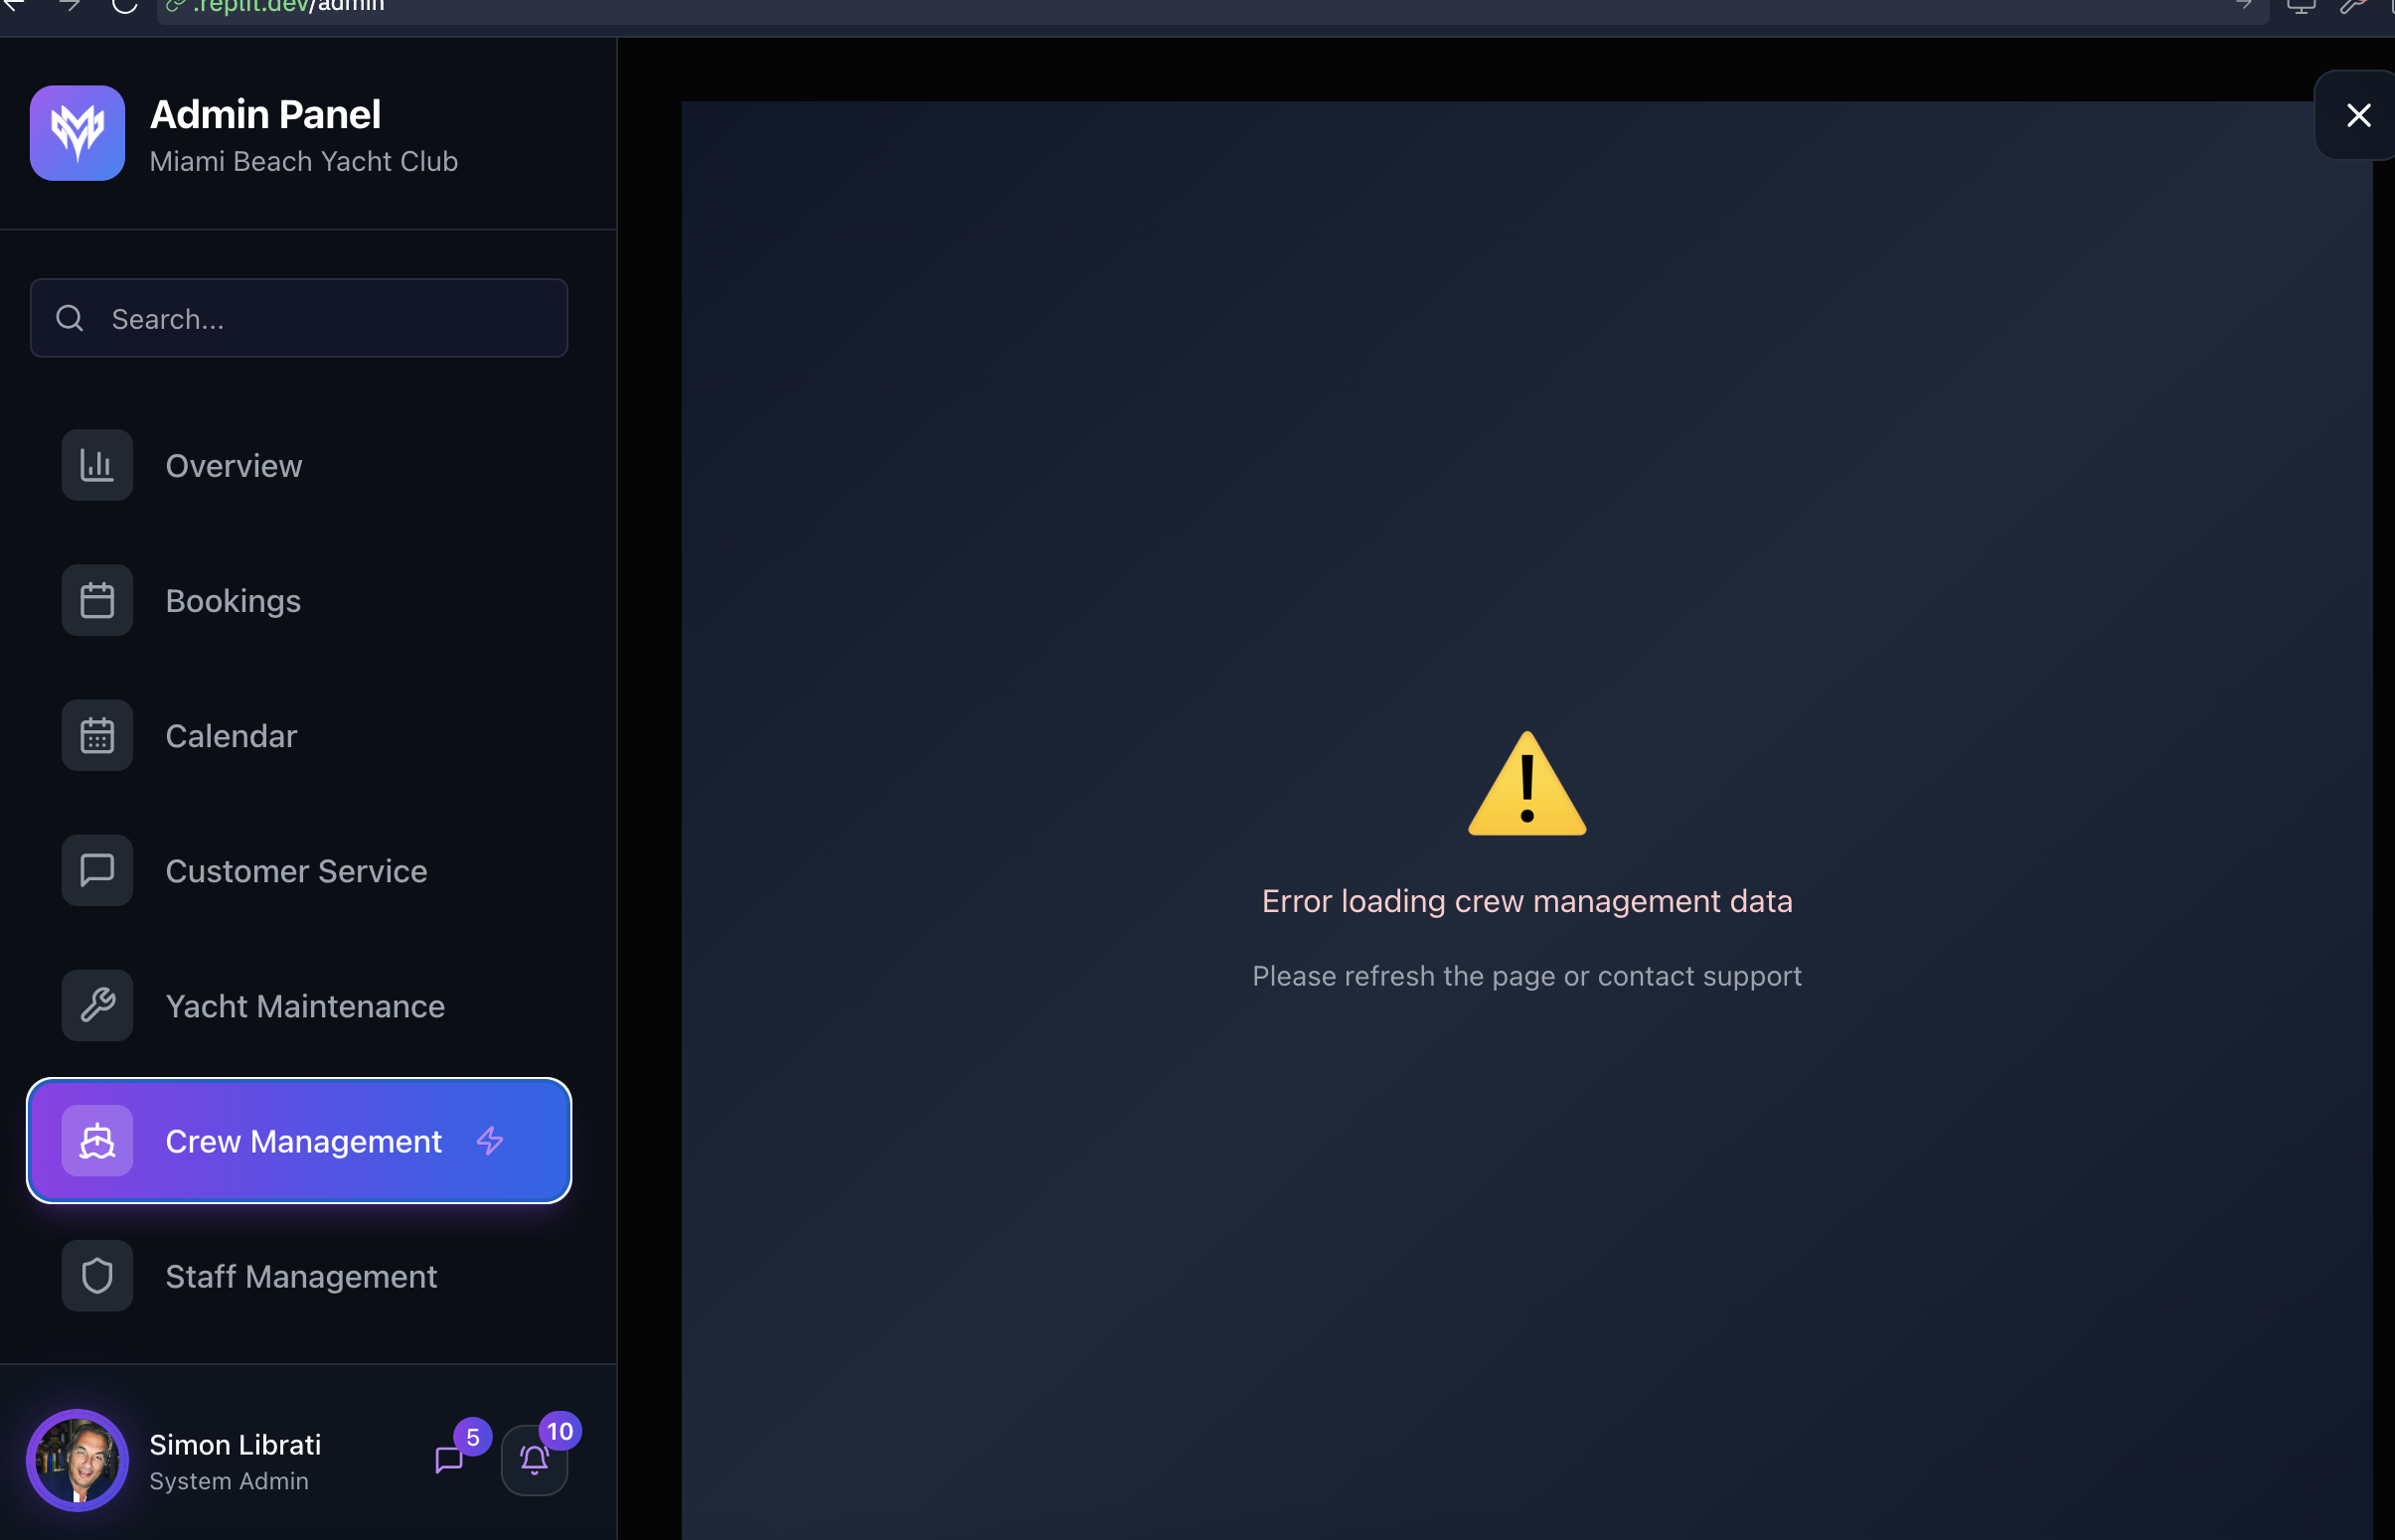 .replit.dev/admin
Admin Panel
Miami Beach Yacht Club
Search...
Overview
Bookings
Calendar
Customer Service
Yacht Maintenance
Crew Management
Staff Management
Simon Librati
System Admin
5
10
Error loading crew management data
Please refresh the page or contact support